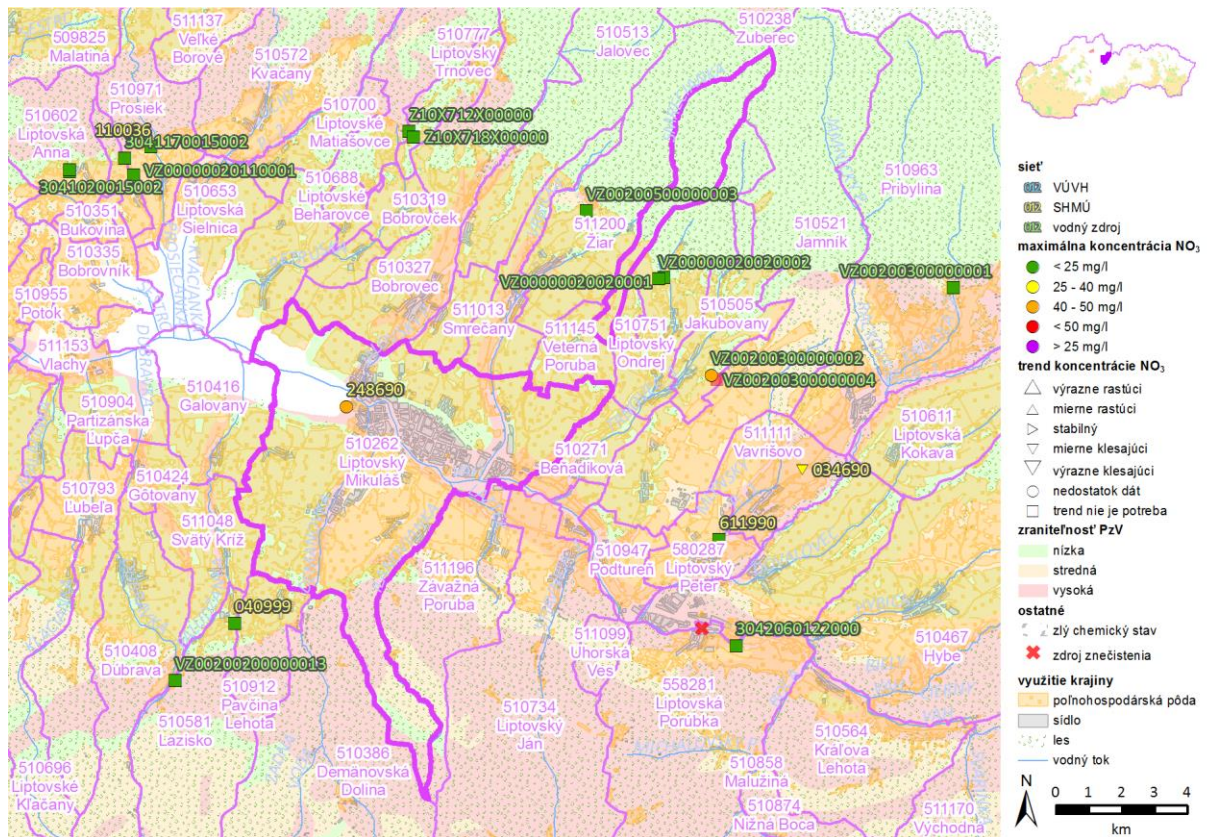 511137
Veľké
Borové
509825
Malatiná
510572
Kvačany
510777
Liptovský
Trnovec
510513
Jalovec
510238
Zuberec
510971
Prosiek
510602
Liptovská
Anna
510700
Liptovské
Matiašovce
Z10X712X00000
Z10X718X00000
110036
3041170015002
VZ00000020110001
3041020015002
510653
Liptovská
Sielnica
510688
Liptovské
Beharovce
510319
Bobrovček
VZ00200500000003
511200
Žiar
510963
Pribylina
510521
Jamník
510351
Bukovina
510335
Bobrovník
510327
Bobrovec
VZ00000020020002
VZ00000020020001
VZ00200300000001
510955
Potok
511013
Smrečany
511145
Veterná
Poruba
510751
Liptovský
Ondrej
510505
Jakubovany
511153
Vlachy
510904
Partizánska
Ľupča
510416
Galovany
248690
VZ00200300000002
VZ00200300000004
510262
Liptovský
Mikuláš
510271
Beňadiková
511111
Vavrišovo
510611
Liptovská
Kokava
034690
510424
Gôtovany
510793
Ľubeľa
511048
Svätý Kríž
611990
580287
Liptovský
Peter
510947
Podtureň
511196
Závažná
Poruba
040999
3042060122000
511099
Uhorská
Ves
510467
Hybe
510408
Dúbrava
VZ00200200000013
510912
Pavčina
Lehota
510581
Lazisko
510734
Liptovský
Ján
558281
Liptovská
Porúbka
510564
Kráľova
Lehota
510386
Demänovská
Dolina
510696
Liptovské
Kľačany
510858
Malužiná
510874
Nižná Boca
511170
Východná
sieť
VÚVH
SHMÚ
vodný zdroj
maximálna koncentrácia NO₃
< 25 mg/l
25 - 40 mg/l
40 - 50 mg/l
< 50 mg/l
> 25 mg/l
trend koncentrácie NO₃
výrazne rastúci
mierne rastúci
stabilný
mierne klesajúci
výrazne klesajúci
nedostatok dát
trend nie je potreba
zraniteľnosť PzV
nízka
stredná
vysoká
ostatné
zlý chemický stav
zdroj znečistenia
využitie krajiny
poľnohospodárská pôda
sídlo
les
vodný tok
N
0 1 2 3 4
km